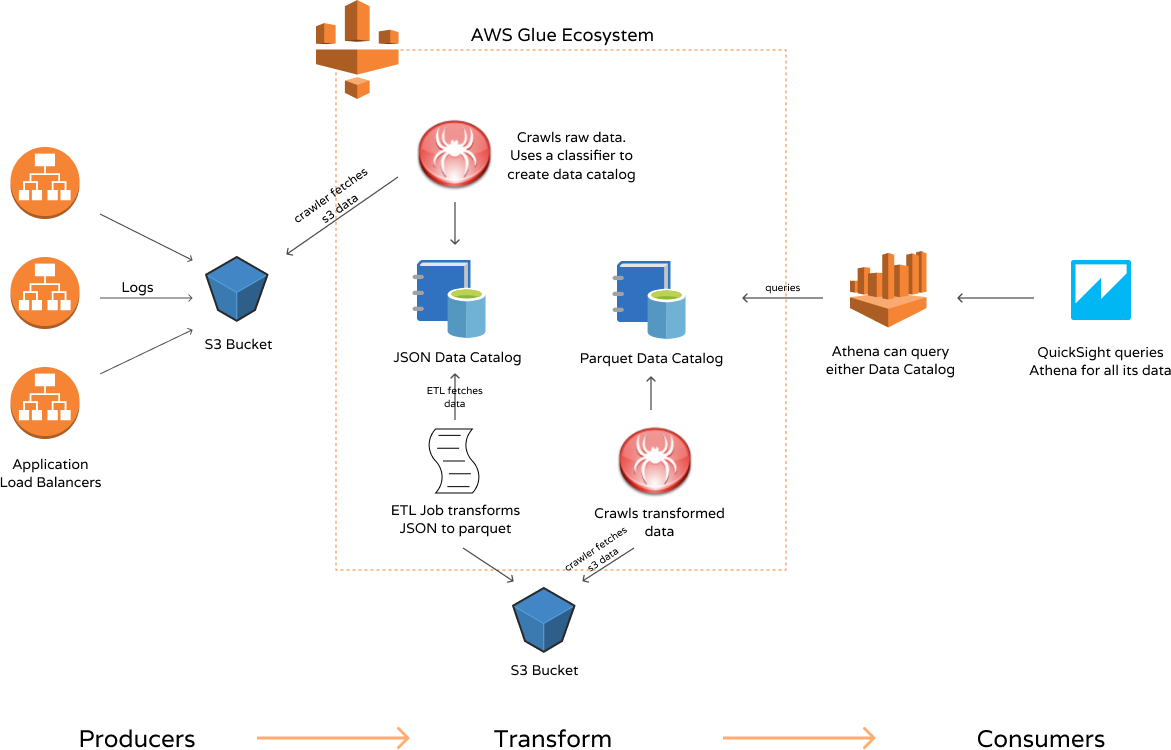 AWS Glue Ecosystem
Crawls raw data.
Uses a classifier to
create data catalog
crawler fetches
s3 data
Logs
S3 Bucket
JSON Data Catalog
Parquet Data Catalog
queries
Athena can query
either Data Catalog
QuickSight queries
Athena for all its data
ETL fetches
data
Application
Load Balancers
ETL Job transforms
JSON to parquet
Crawls transformed
data
crawler fetches
s3 data
S3 Bucket
Producers
Transform
Consumers